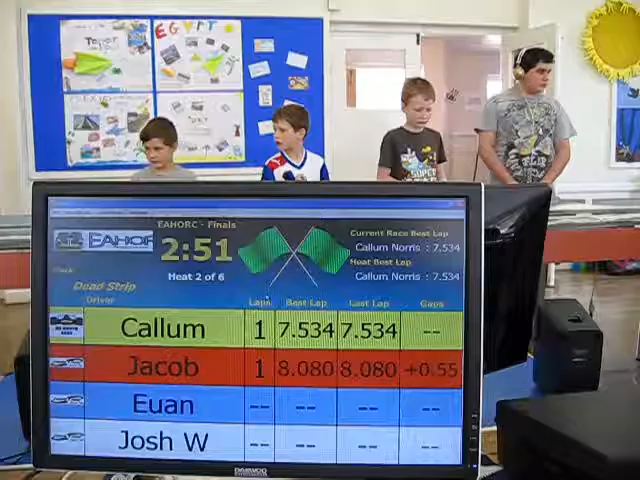 EGYPT
EAHORC - Finals
EAHOR
2:51
Heat 2 of 6
Current Race Best Lap
Callum Norris : 7.534
Heat Best Lap
Callum Norris : 7.534
Dead Strip
Driver Laps Best Lap Last Lap Gaps
Callum 1 7.534 7.534 --
Jacob 1 8.080 8.080 +0.55
Euan -- -- -- --
Josh W -- -- -- --
DAEWOO
SUPER